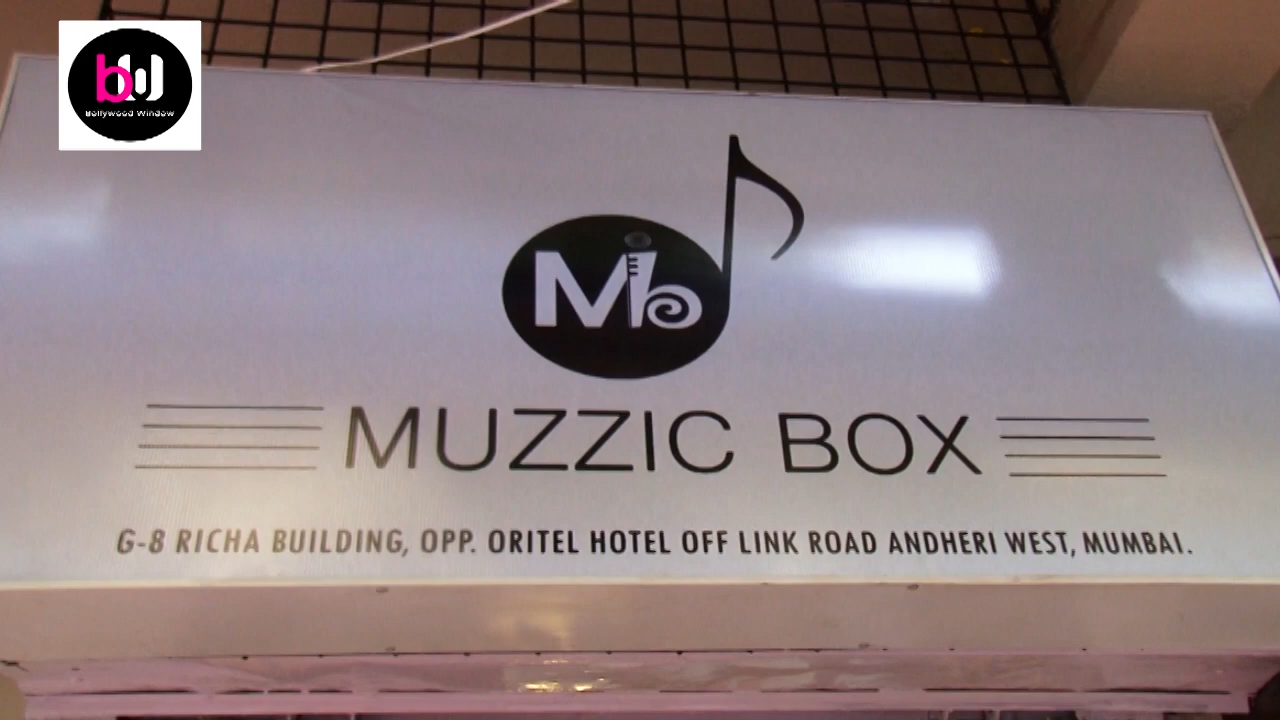 bW
Bollywood Window
Mb
MUZZIC BOX
G-8 RICHA BUILDING, OPP. ORITEL HOTEL OFF LINK ROAD ANDHERI WEST, MUMBAI.